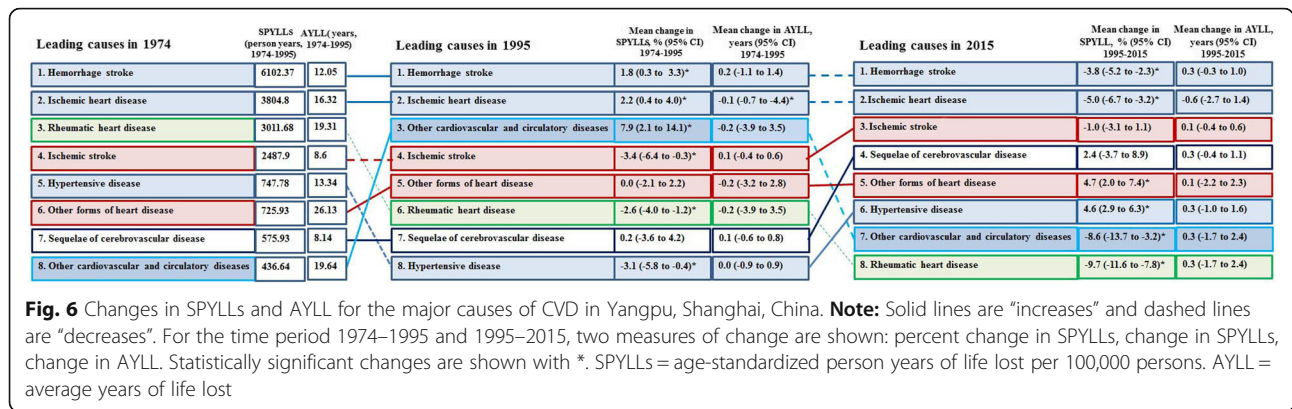 Leading causes in 1974
SPYLLs
(person years,
1974-1995)
AYLL( years,
1974-1995)
Leading causes in 1995
Mean change in
SPYLLs, % (95% CI)
1974-1995
Mean change in AYLL,
years (95% CI)
1974-1995
Leading causes in 2015
Mean change in
SPYLL, % (95% CI)
1995-2015
Mean change in AYLL,
years (95% CI)
1995-2015
1. Hemorrhage stroke 6102.37 12.05 1. Hemorrhage stroke 1.8 (0.3 to 3.3)* 0.2 (-1.1 to 1.4) 1. Hemorrhage stroke -3.8 (-5.2 to -2.3)* 0.3 (-0.3 to 1.0)
2. Ischemic heart disease 3804.8 16.32 2. Ischemic heart disease 2.2 (0.4 to 4.0)* -0.1 (-0.7 to -4.4)* 2.Ischemic heart disease -5.0 (-6.7 to -3.2)* -0.6 (-2.7 to 1.4)
3. Rheumatic heart disease 3011.68 19.31 3. Other cardiovascular and circulatory diseases 7.9 (2.1 to 14.1)* -0.2 (-3.9 to 3.5) 3.Ischemic stroke -1.0 (-3.1 to 1.1) 0.1 (-0.4 to 0.6)
4. Ischemic stroke 2487.9 8.6 4. Ischemic stroke -3.4 (-6.4 to -0.3)* 0.1 (-0.4 to 0.6) 4. Sequelae of cerebrovascular disease 2.4 (-3.7 to 8.9) 0.3 (-0.4 to 1.1)
5. Hypertensive disease 747.78 13.34 5. Other forms of heart disease 0.0 (-2.1 to 2.2) -0.2 (-3.2 to 2.8) 5. Other forms of heart disease 4.7 (2.0 to 7.4)* 0.1 (-2.2 to 2.3)
6. Other forms of heart disease 725.93 26.13 6. Rheumatic heart disease -2.6 (-4.0 to -1.2)* -0.2 (-3.9 to 3.5) 6. Hypertensive disease 4.6 (2.9 to 6.3)* 0.3 (-1.0 to 1.6)
7. Sequelae of cerebrovascular disease 575.93 8.14 7. Sequelae of cerebrovascular disease 0.2 (-3.6 to 4.2) 0.1 (-0.6 to 0.8) 7. Other cardiovascular and circulatory diseases -8.6 (-13.7 to -3.2)* 0.3 (-1.7 to 2.4)
8. Other cardiovascular and circulatory diseases 436.64 19.64 8. Hypertensive disease -3.1 (-5.8 to -0.4)* 0.0 (-0.9 to 0.9) 8. Rheumatic heart disease -9.7 (-11.6 to -7.8)* 0.3 (-1.7 to 2.4)
Fig. 6 Changes in SPYLLs and AYLL for the major causes of CVD in Yangpu, Shanghai, China. Note: Solid lines are “increases” and dashed lines
are “decreases”. For the time period 1974–1995 and 1995–2015, two measures of change are shown: percent change in SPYLLs, change in SPYLLs,
change in AYLL. Statistically significant changes are shown with *. SPYLLs = age-standardized person years of life lost per 100,000 persons. AYLL =
average years of life lost